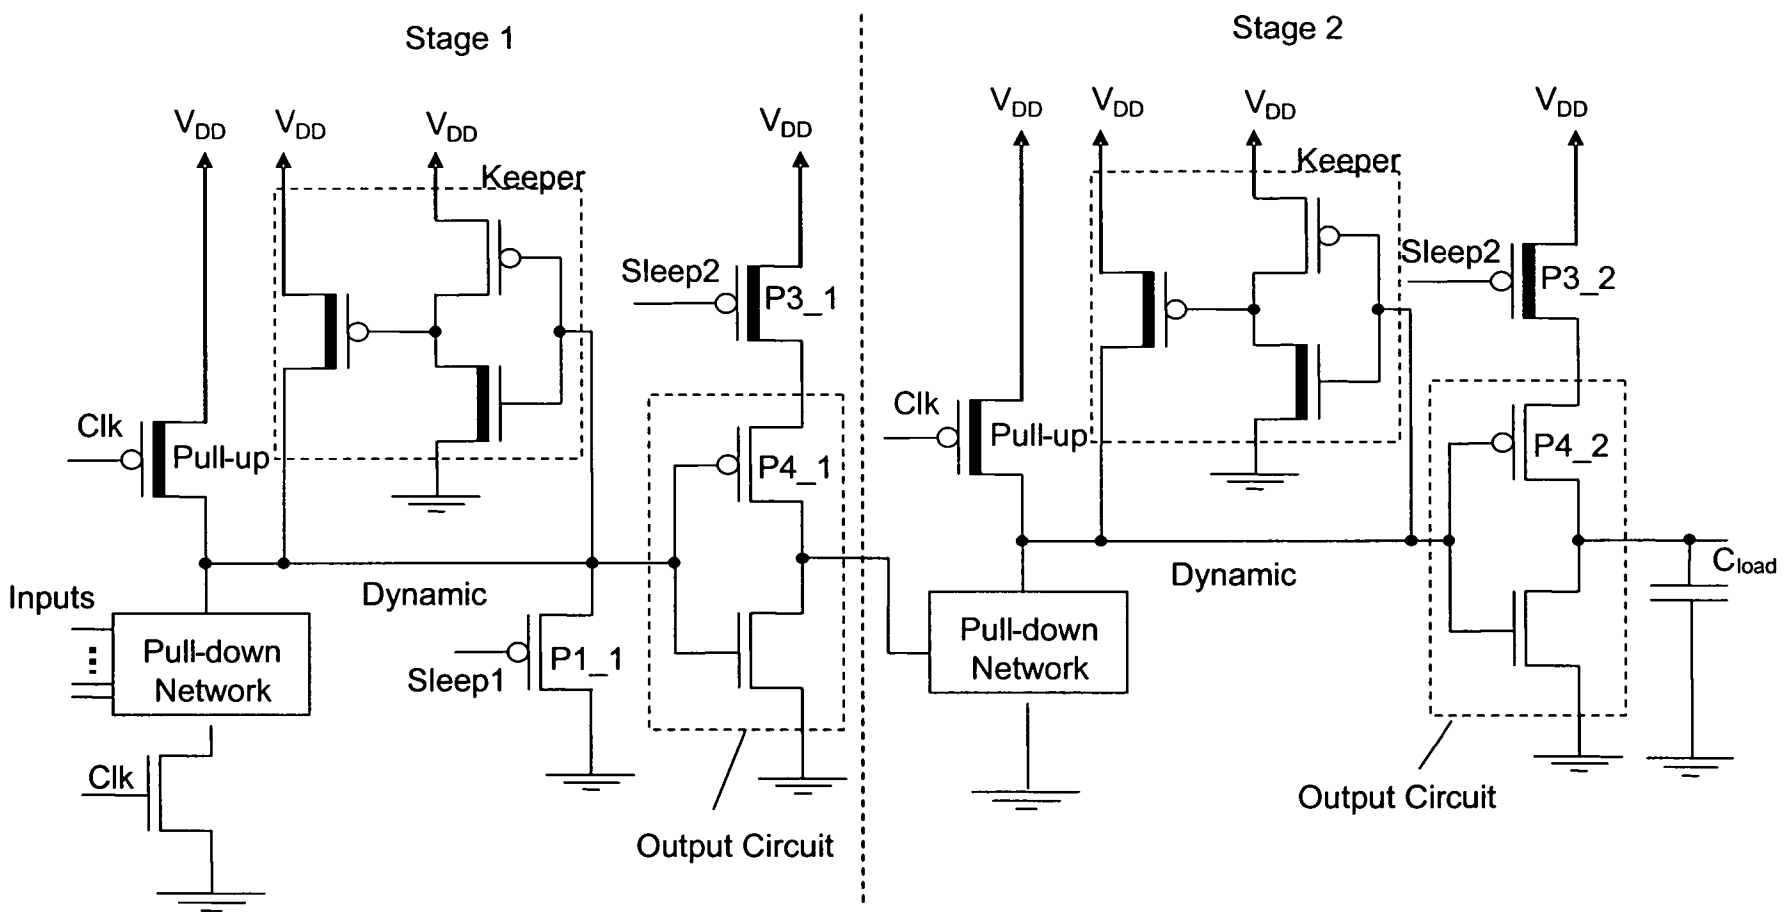 Stage 1
Stage 2
VDD
VDD
VDD
VDD
VDD
VDD
VDD
VDD
Keeper
Keeper
Sleep2
P3_1
Sleep2
P3_2
Clk
Pull-up
P4_1
Clk
Pull-up
P4_2
Inputs
Dynamic
Dynamic
Cload
Pull-down
Network
Sleep1
P1_1
Pull-down
Network
Clk
Output Circuit
Output Circuit